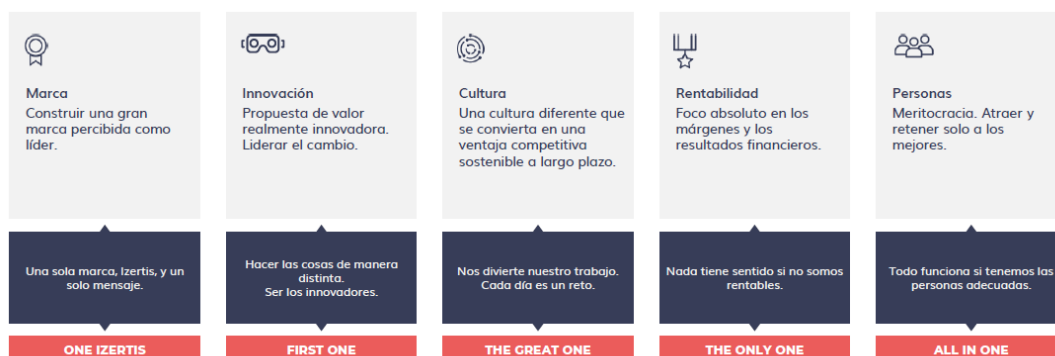 Marca
Construir una gran
marca percibida como
líder.
Innovación
Propuesta de valor
realmente innovadora.
Liderar el cambio.
Cultura
Una cultura diferente que
se convierta en una
ventaja competitiva
sostenible a largo plazo.
Rentabilidad
Foco absoluto en los
márgenes y los
resultados financieros.
Personas
Meritocracia. Atraer y
retener solo a los
mejores.
Una sola marca, Izertis, y un
solo mensaje.
Hacer las cosas de manera
distinta.
Ser los innovadores.
Nos divierte nuestro trabajo.
Cada día es un reto.
Nada tiene sentido si no somos
rentables.
Todo funciona si tenemos las
personas adecuadas.
ONE IZERTIS
FIRST ONE
THE GREAT ONE
THE ONLY ONE
ALL IN ONE